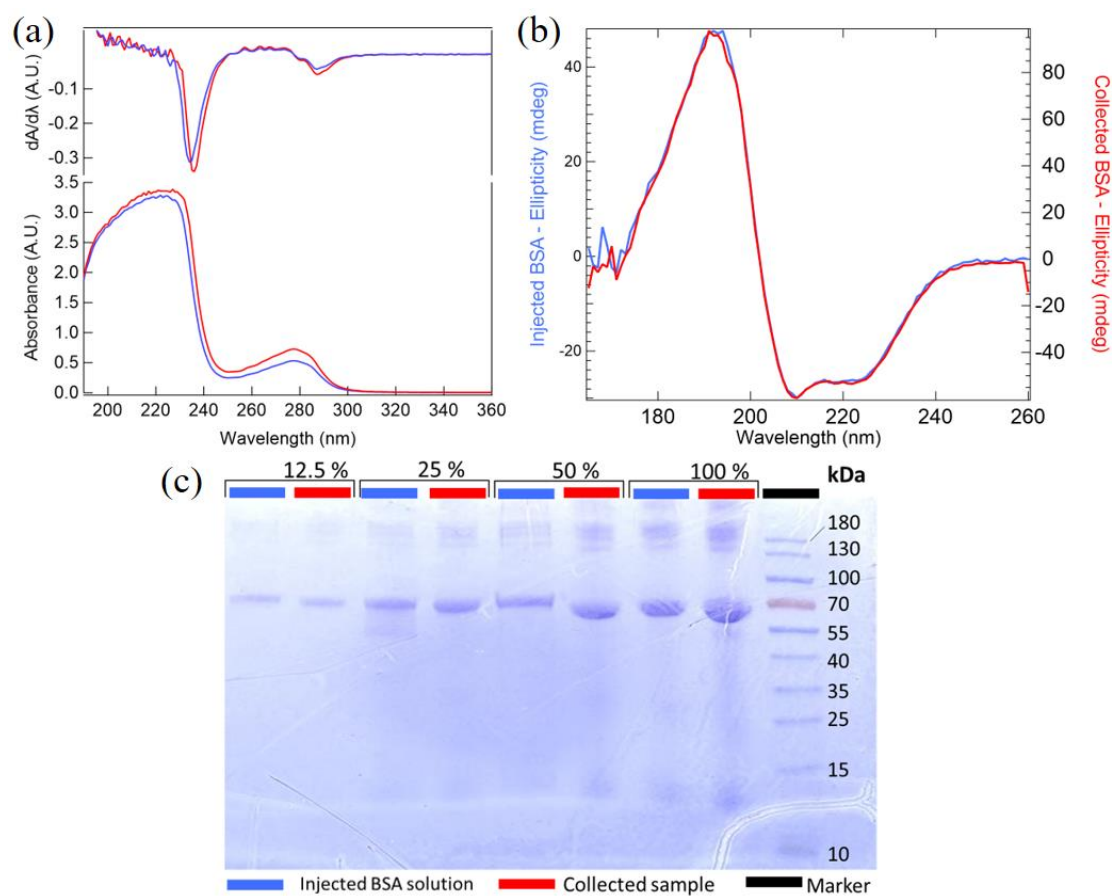 (a)
dA/dλ (A.U.)
-0.1
-0.2
-0.3
Absorbance (A.U.)
3.5
3.0
2.5
2.0
1.5
1.0
0.5
0.0
200 220 240 260 280 300 320 340 360
Wavelength (nm)
(b)
Injected BSA - Ellipticity (mdeg)
40
20
0
-20
Collected BSA - Ellipticity (mdeg)
80
60
40
20
0
-20
-40
180 200 220 240 260
Wavelength (nm)
(c)
12.5 % 25 % 50 % 100 % kDa
180
130
100
70
55
40
35
25
15
10
Injected BSA solution Collected sample Marker